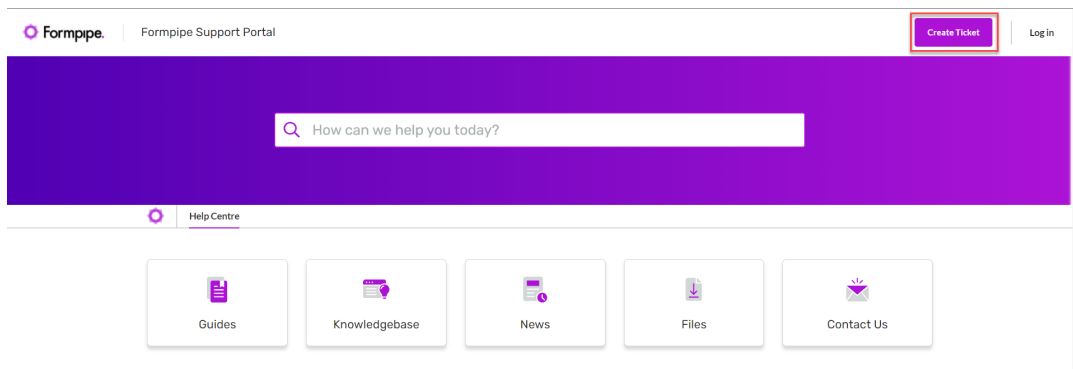 Formpipe. Formpipe Support Portal Create Ticket Log in
How can we help you today?
Help Centre
Guides Knowledgebase News Files Contact Us